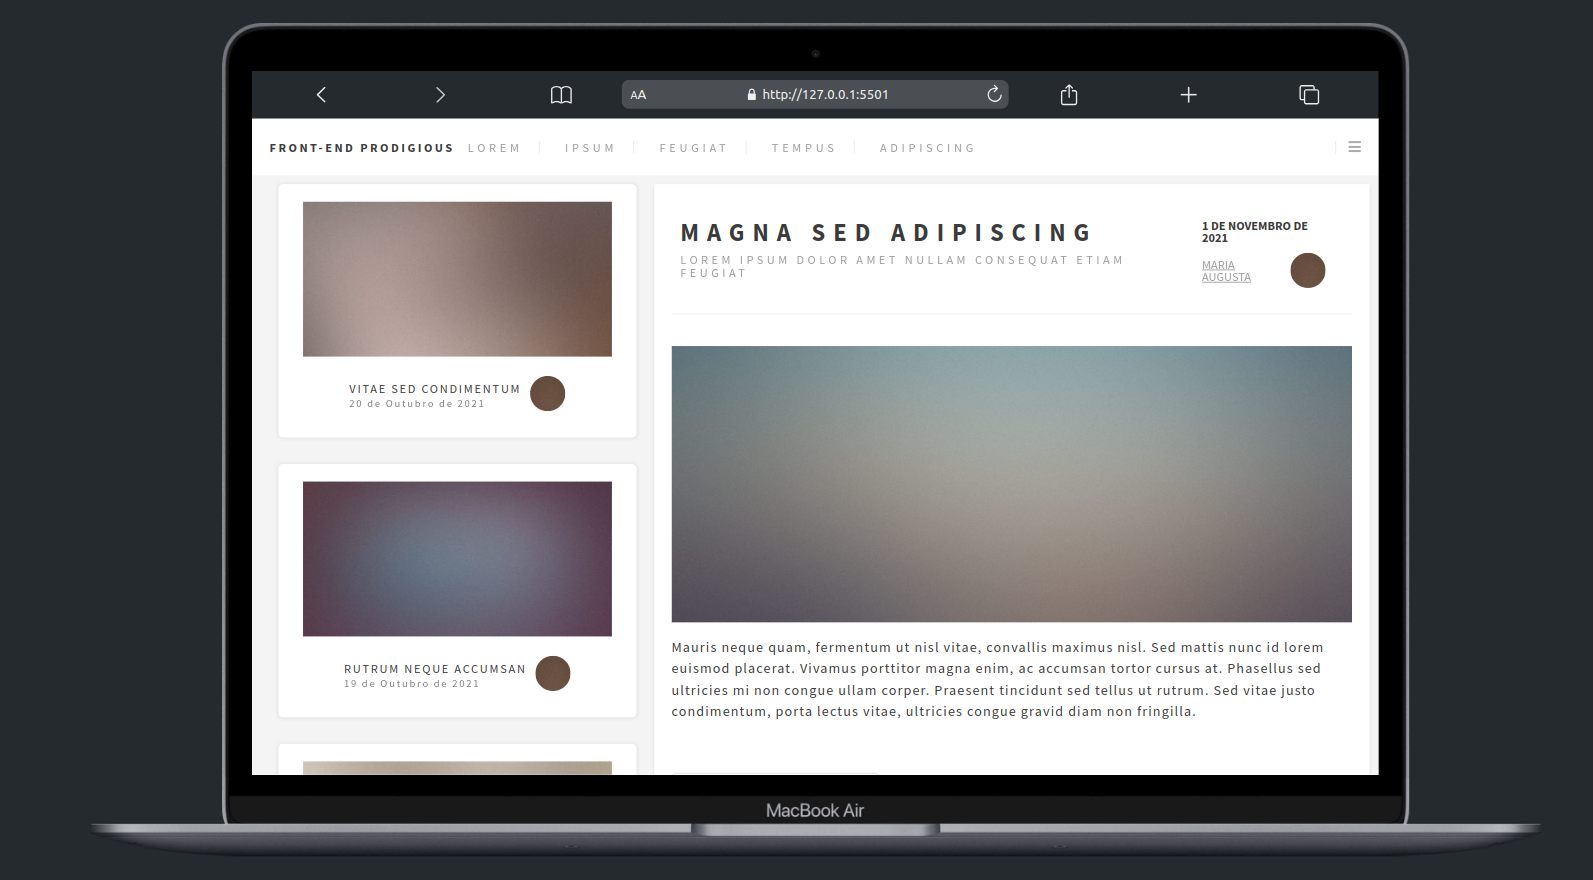 AA http://127.0.0.1:5501
FRONT-END PRODIGIOUS LOREM IPSUM FEUGIAT TEMPUS ADIPISCING
VITAE SED CONDIMENTUM
20 de Outubro de 2021
RUTRUM NEQUE ACCUMSAN
19 de Outubro de 2021
MAGNA SED ADIPISCING
LOREM IPSUM DOLOR AMET NULLAM CONSEQUAT ETIAM
FEUGIAT
1 DE NOVEMBRO DE
2021
MARIA
AUGUSTA
Mauris neque quam, fermentum ut nisl vitae, convallis maximus nisl. Sed mattis nunc id lorem
euismod placerat. Vivamus porttitor magna enim, ac accumsan tortor cursus at. Phasellus sed
ultricies mi non congue ullam corper. Praesent tincidunt sed tellus ut rutrum. Sed vitae justo
condimentum, porta lectus vitae, ultricies congue gravid diam non fringilla.
MacBook Air